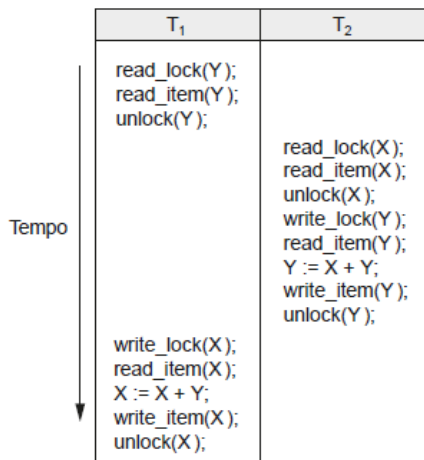 T₁ T₂
read_lock(Y);
read_item(Y);
unlock(Y);
read_lock(X);
read_item(X);
unlock(X);
write_lock(Y);
Tempo
read_item(Y);
Y := X + Y;
write_item(Y);
unlock(Y);
write_lock(X);
read_item(X);
X := X + Y;
write_item(X);
unlock(X);